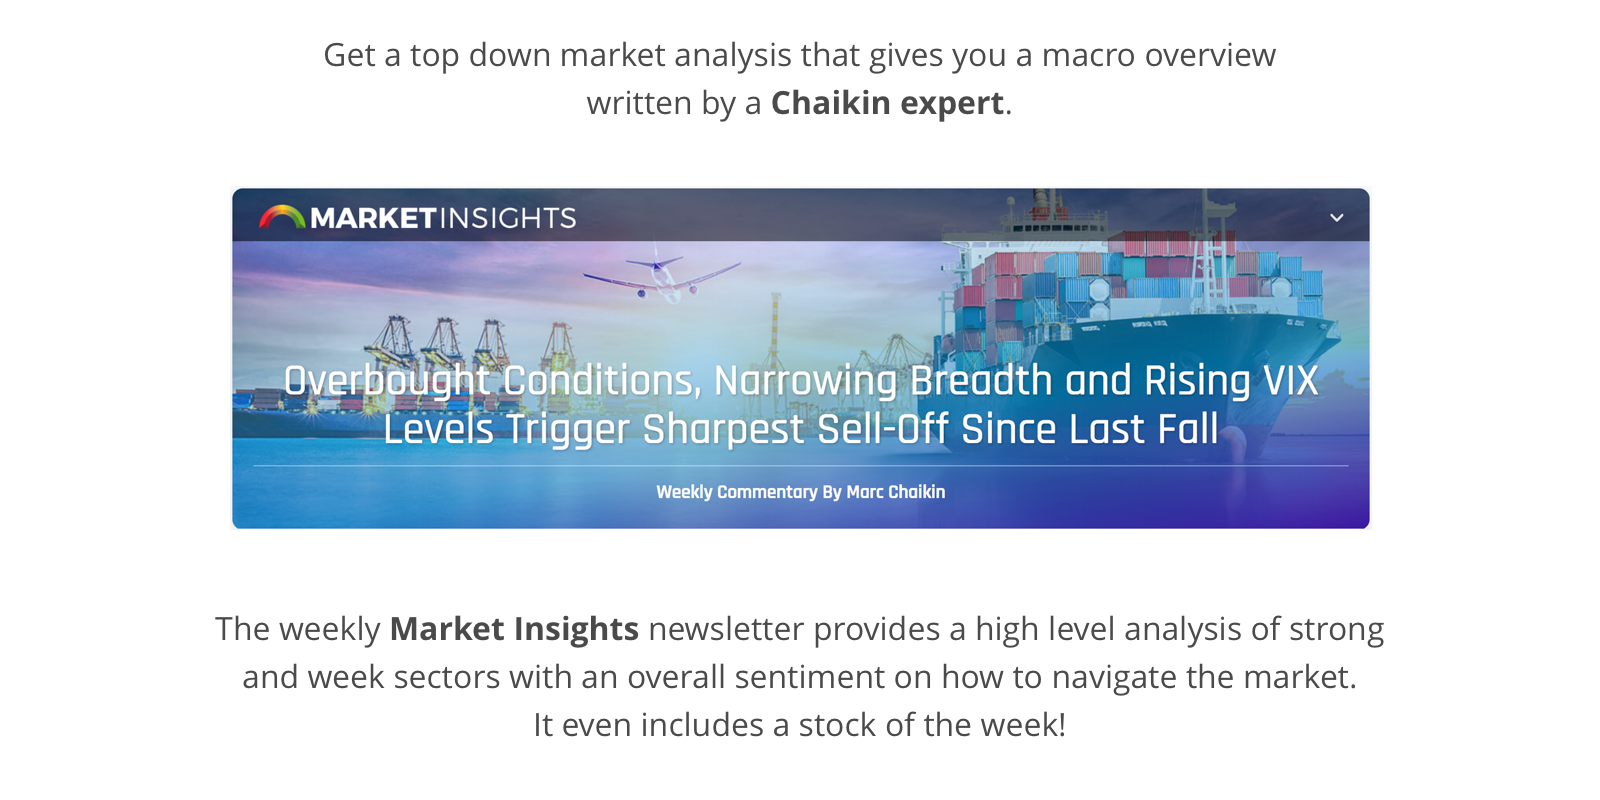 Get a top down market analysis that gives you a macro overview
written by a Chaikin expert.
MARKETINSIGHTS
Overbought Conditions, Narrowing Breadth and Rising VIX
Levels Trigger Sharpest Sell-Off Since Last Fall
Weekly Commentary By Marc Chaikin
The weekly Market Insights newsletter provides a high level analysis of strong
and week sectors with an overall sentiment on how to navigate the market.
It even includes a stock of the week!